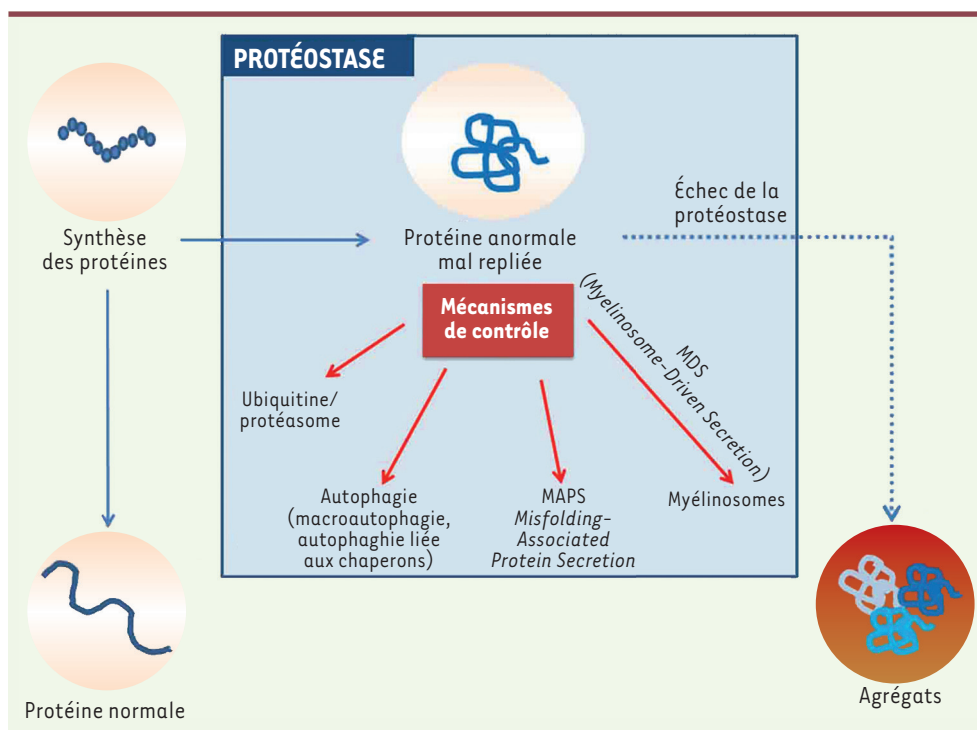 PROTÉOSTASE
Synthèse
des protéines
Protéine anormale
mal repliée
Échec de la
protéostase
Mécanismes
de contrôle
MDS
(Myelinosome-Driven Secretion)
Ubiquitine/
protéasome
Autophagie
(macroautophagie,
autophaghie liée
aux chaperons)
MAPS
Misfolding-
Associated
Protein Secretion
Myélinosomes
Protéine normale
Agrégats